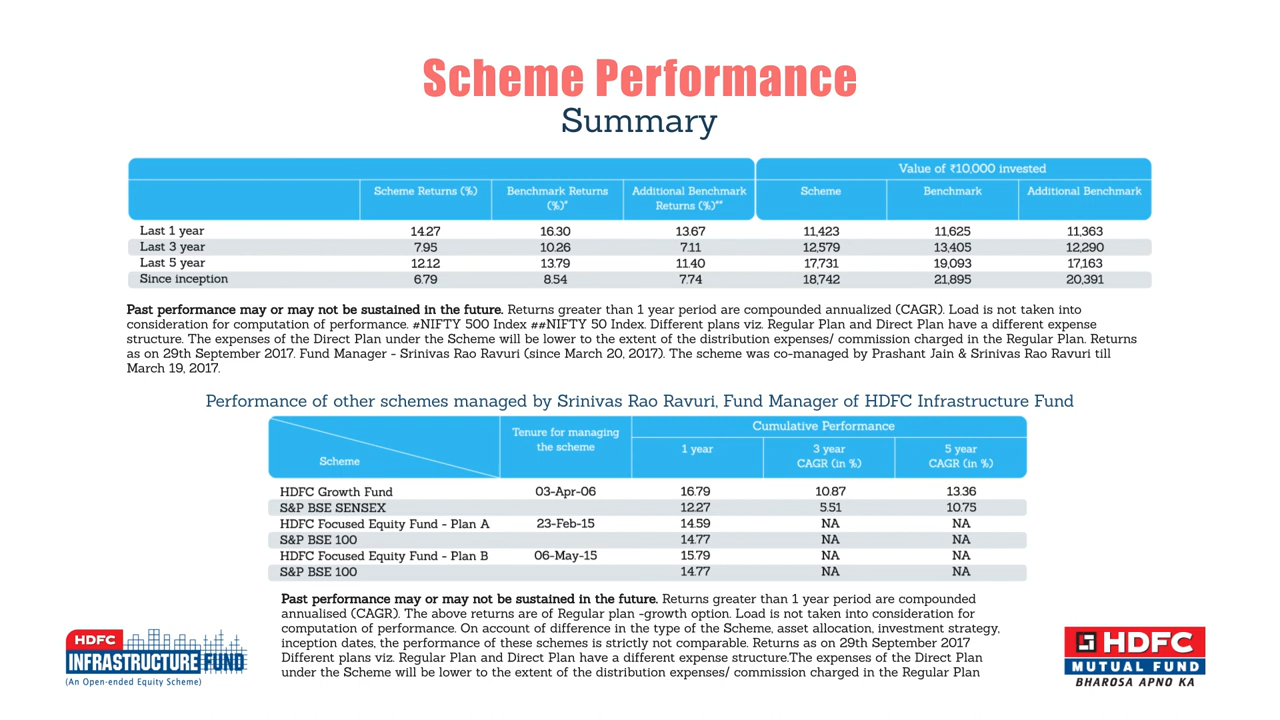 Scheme Performance
Summary
Value of ₹10,000 invested
Scheme Returns (%) Benchmark Returns (%)# Additional Benchmark Returns (%)## Scheme Benchmark Additional Benchmark
Last 1 year 14.27 16.30 13.67 11,423 11,625 11,363
Last 3 year 7.95 10.26 7.11 12,579 13,405 12,290
Last 5 year 12.12 13.79 11.40 17,731 19,093 17,163
Since inception 6.79 8.54 7.74 18,742 21,895 20,391
Past performance may or may not be sustained in the future. Returns greater than 1 year period are compounded annualized (CAGR). Load is not taken into
consideration for computation of performance. #NIFTY 500 Index ##NIFTY 50 Index. Different plans viz. Regular Plan and Direct Plan have a different expense
structure. The expenses of the Direct Plan under the Scheme will be lower to the extent of the distribution expenses/ commission charged in the Regular Plan. Returns
as on 29th September 2017. Fund Manager - Srinivas Rao Ravuri (since March 20, 2017). The scheme was co-managed by Prashant Jain & Srinivas Rao Ravuri till
March 19, 2017.
Performance of other schemes managed by Srinivas Rao Ravuri, Fund Manager of HDFC Infrastructure Fund
Scheme Tenure for managing the scheme Cumulative Performance
1 year 3 year CAGR (in %) 5 year CAGR (in %)
HDFC Growth Fund 03-Apr-06 16.79 10.87 13.36
S&P BSE SENSEX 12.27 5.51 10.75
HDFC Focused Equity Fund - Plan A 23-Feb-15 14.59 NA NA
S&P BSE 100 14.77 NA NA
HDFC Focused Equity Fund - Plan B 06-May-15 15.79 NA NA
S&P BSE 100 14.77 NA NA
Past performance may or may not be sustained in the future. Returns greater than 1 year period are compounded
annualised (CAGR). The above returns are of Regular plan -growth option. Load is not taken into consideration for
computation of performance. On account of difference in the type of the Scheme, asset allocation, investment strategy,
inception dates, the performance of these schemes is strictly not comparable. Returns as on 29th September 2017
Different plans viz. Regular Plan and Direct Plan have a different expense structure.The expenses of the Direct Plan
under the Scheme will be lower to the extent of the distribution expenses/ commission charged in the Regular Plan
HDFC
INFRASTRUCTURE FUND
(An Open-ended Equity Scheme)
HDFC
MUTUAL FUND
BHAROSA APNO KA